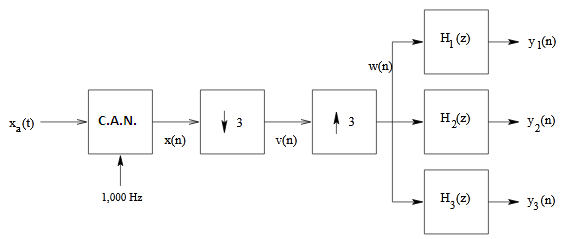 H1(z)
y1(n)
w(n)
xa(t)
C.A.N.
3
3
H2(z)
y2(n)
x(n)
v(n)
1,000 Hz
H3(z)
y3(n)